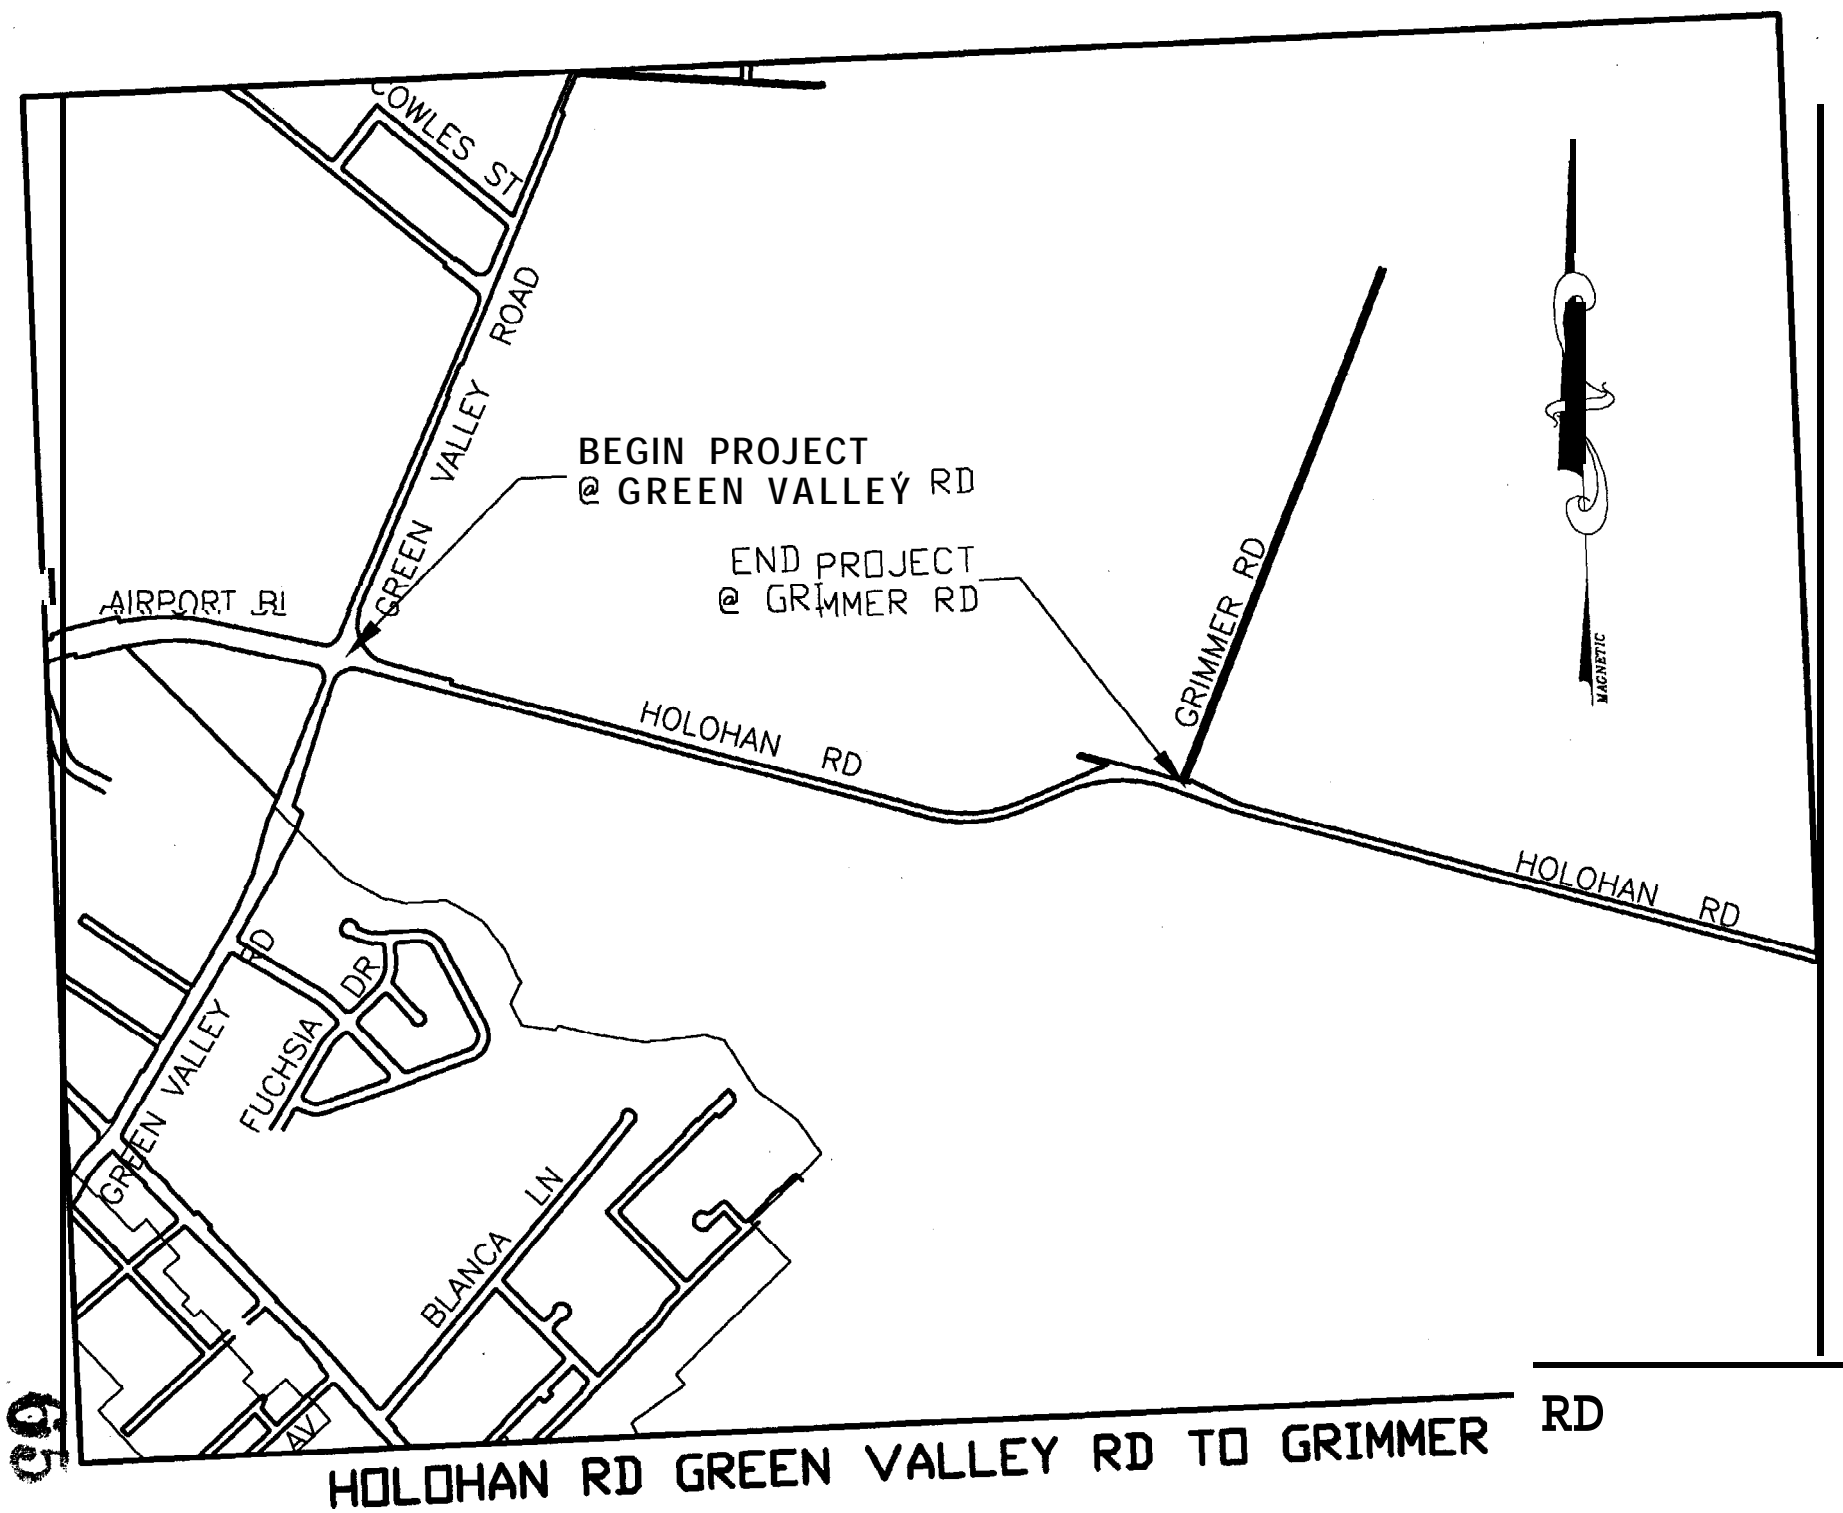 COWLES ST
GREEN VALLEY ROAD
BEGIN PROJECT
@ GREEN VALLEY RD
END PROJECT
@ GRIMMER RD
AIRPORT BL
GRIMMER RD
MAGNETIC
HOLOHAN RD
HOLOHAN RD
GREEN VALLEY RD
FUCHSIA DR
BLANCA LN
AV
59
RD
HOLOHAN RD GREEN VALLEY RD TO GRIMMER